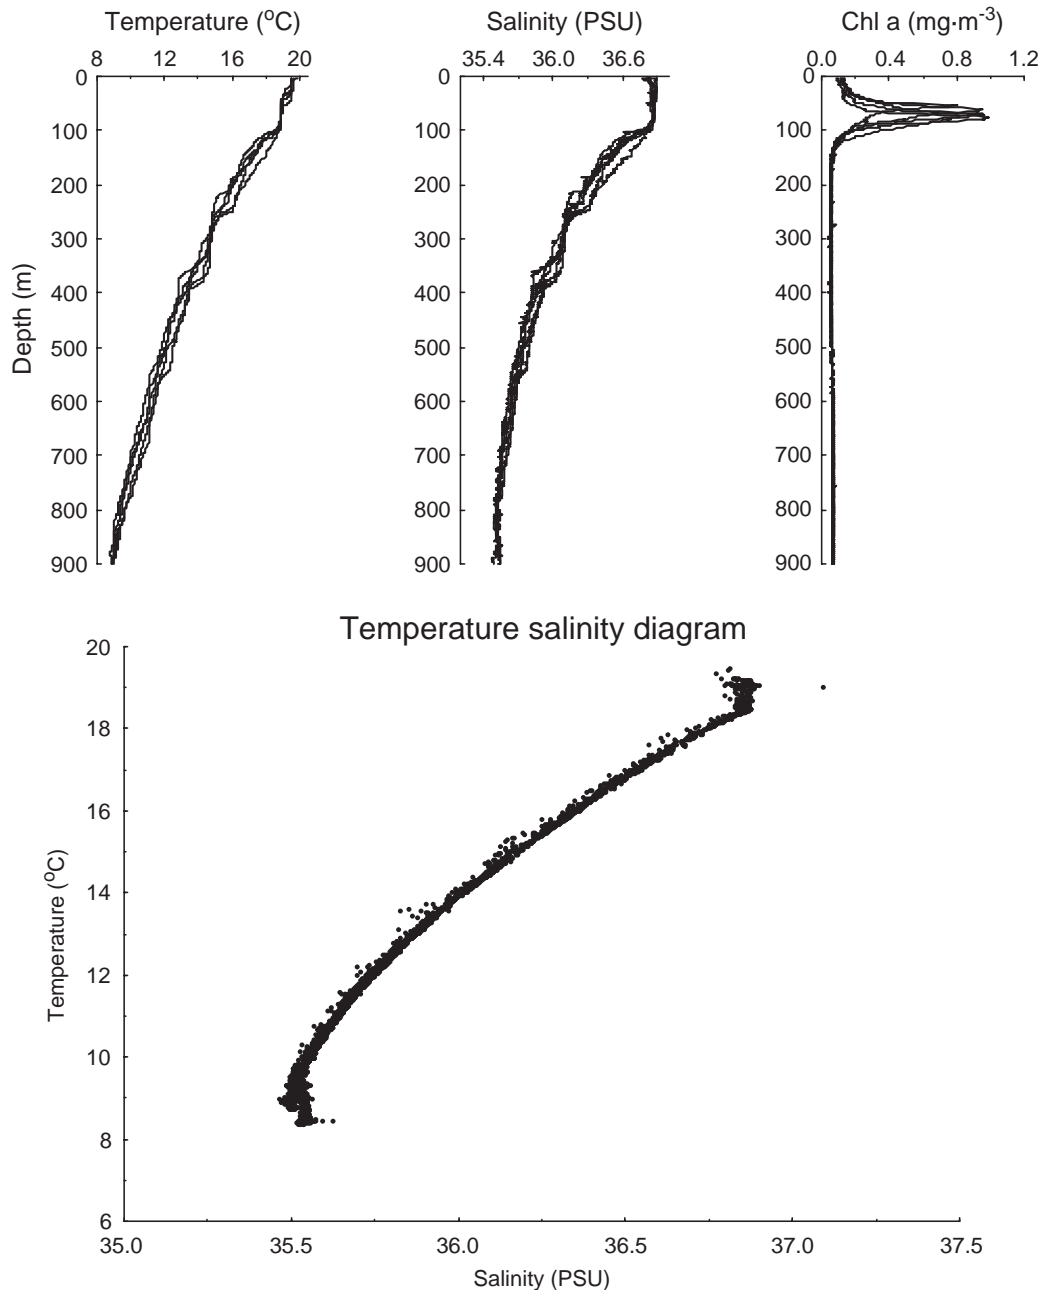 Temperature (°C) Salinity (PSU) Chl a (mg·m-3)
8 12 16 20 35.4 36.0 36.6 0.0 0.4 0.8 1.2
0 0 0
100 100 100
200 200 200
300 300 300
400 400 400
500 500 500
600 600 600
700 700 700
800 800 800
900 900 900
Depth (m)
Temperature salinity diagram
20
18
16
14
12
10
8
6
Temperature (°C)
35.0 35.5 36.0 36.5 37.0 37.5
Salinity (PSU)